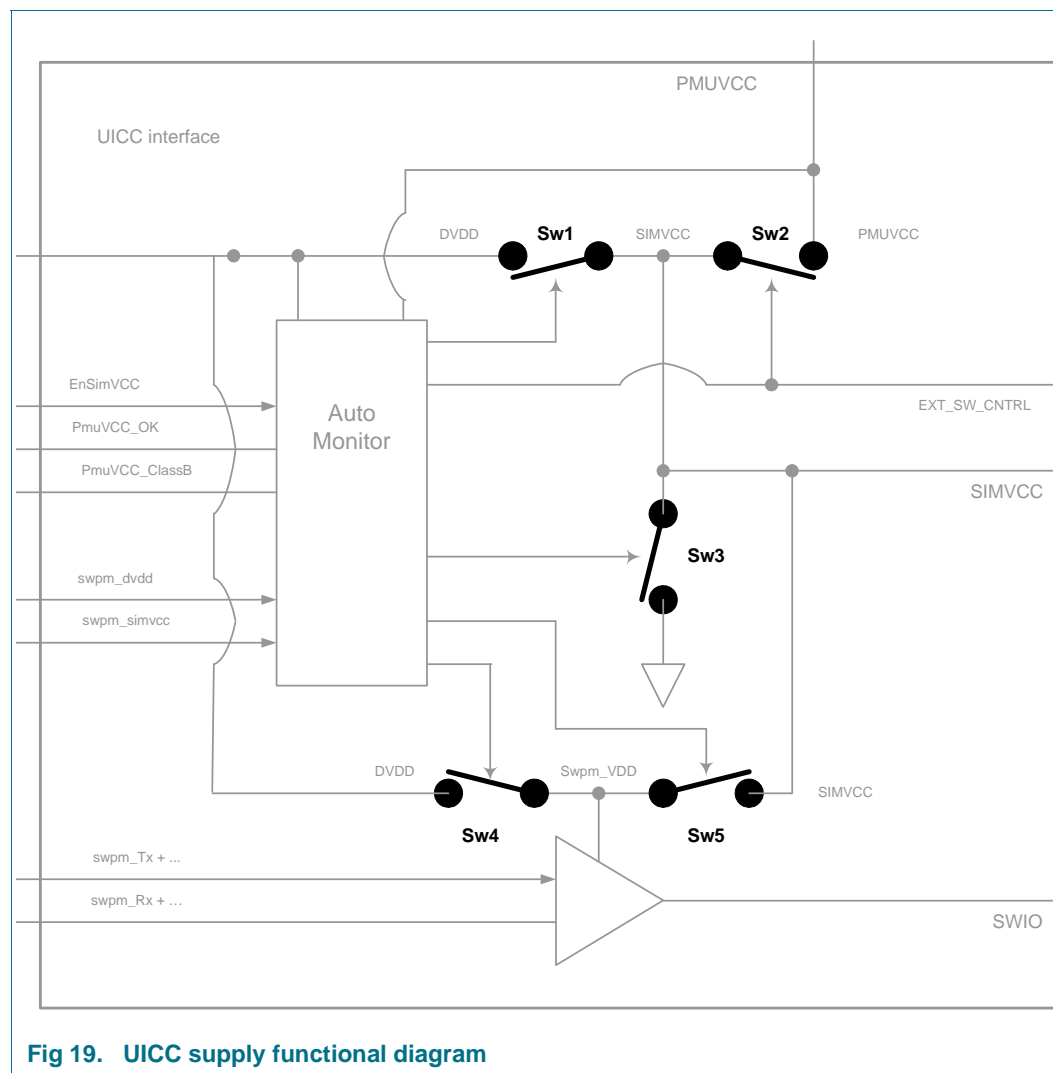 PMUVCC
UICC interface
DVDD
Sw1
SIMVCC
Sw2
PMUVCC
EnSimVCC
PmuVCC_OK
PmuVCC_ClassB
Auto
Monitor
EXT_SW_CNTRL
SIMVCC
Sw3
swpm_dvdd
swpm_simvcc
DVDD
Swpm_VDD
SIMVCC
Sw4
Sw5
swpm_Tx + ...
swpm_Rx + …
SWIO
Fig 19. UICC supply functional diagram